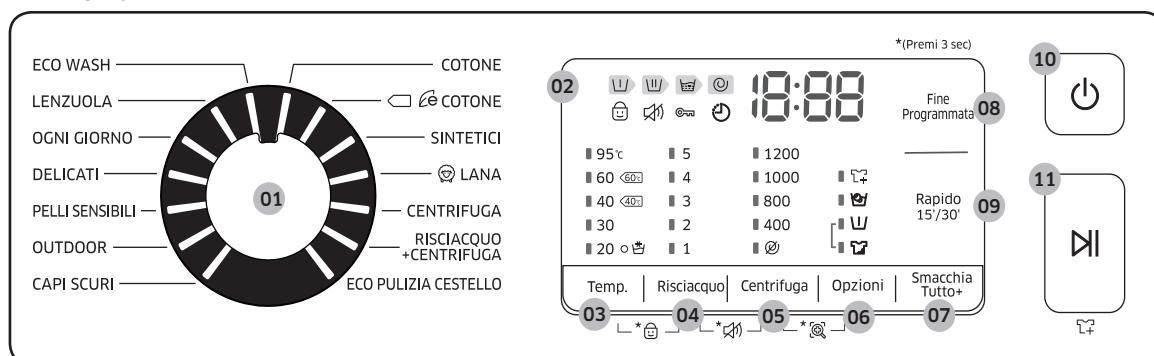 *(Premi 3 sec)
ECO WASH
LENZUOLA
OGNI GIORNO
DELICATI
PELLI SENSIBILI
OUTDOOR
CAPI SCURI
01
COTONE
COTONE
SINTETICI
LANA
CENTRIFUGA
RISCIACQUO
+CENTRIFUGA
ECO PULIZIA CESTELLO
02
18:88
95℃ 5 1200
60 60℃ 4 1000
40 40℃ 3 800
30 2 400
20 1
Fine
Programmata
08
Rapido
15'/30'
09
Temp. Risciacquo Centrifuga Opzioni Smacchia
Tutto+
03 04 05 06 07
* * *
10
11